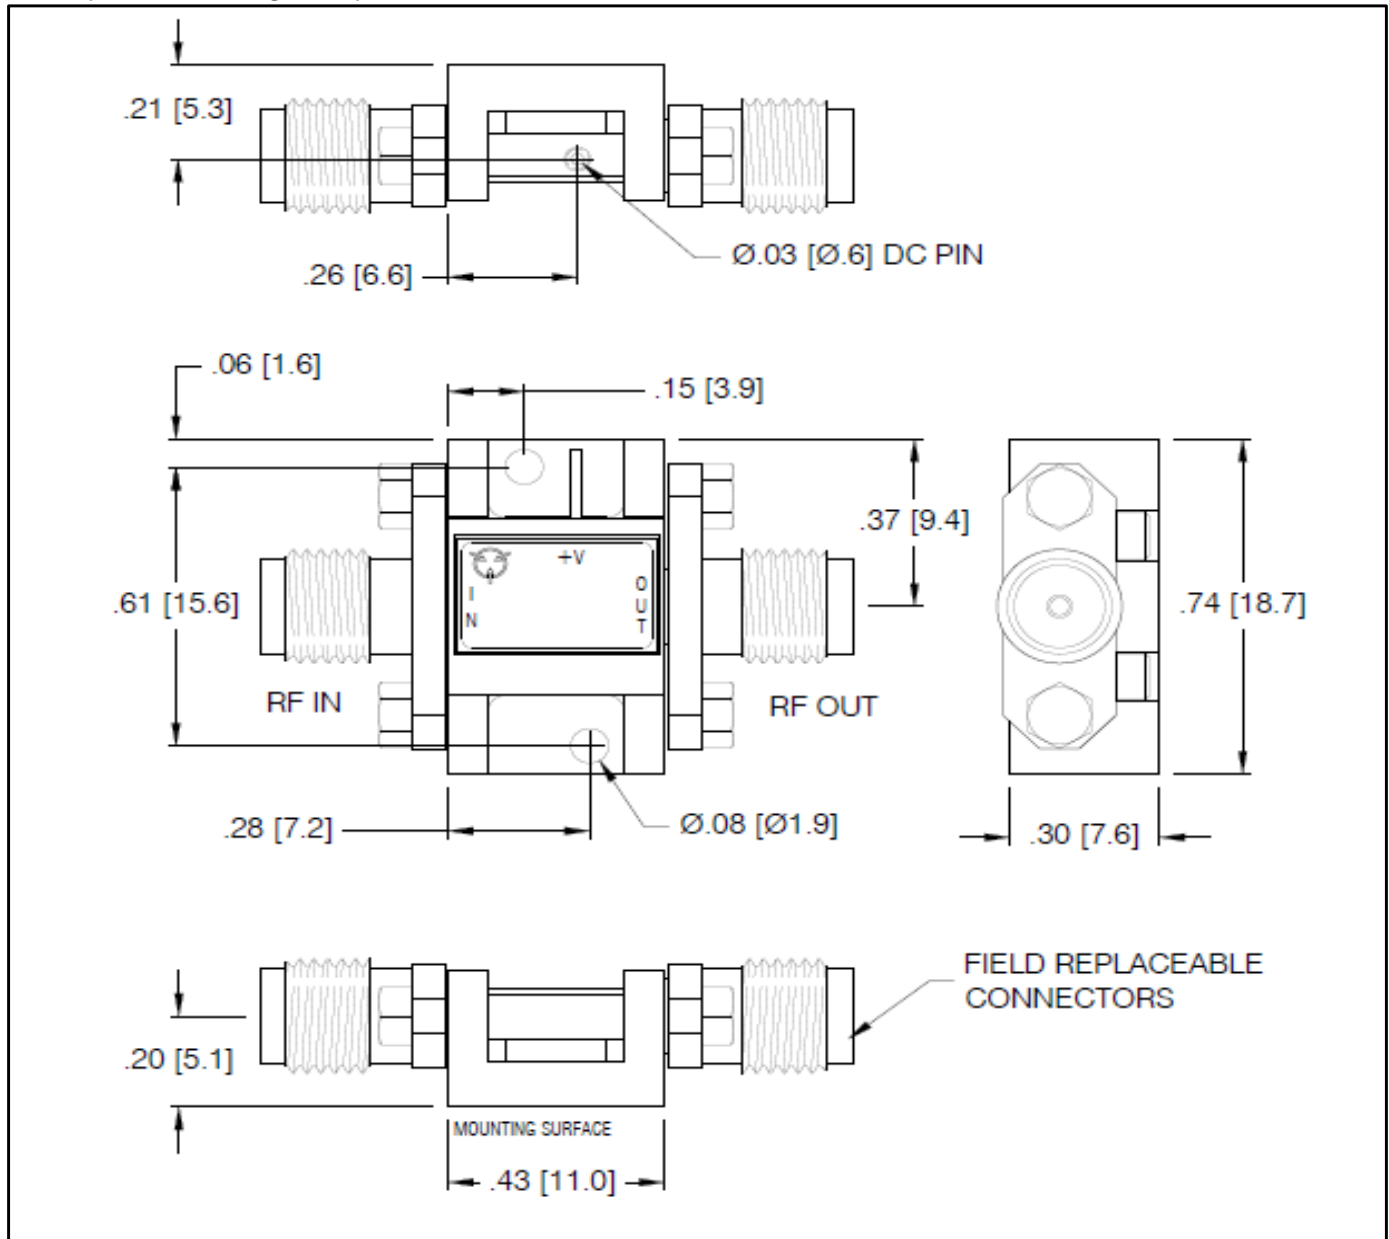 .21 [5.3]
Ø.03 [Ø.6] DC PIN
.26 [6.6]
.06 [1.6]
.15 [3.9]
.37 [9.4]
+V
IN
OUT
.61 [15.6]
.74 [18.7]
RF IN
RF OUT
.28 [7.2]
Ø.08 [Ø1.9]
.30 [7.6]
FIELD REPLACEABLE
CONNECTORS
.20 [5.1]
MOUNTING SURFACE
.43 [11.0]